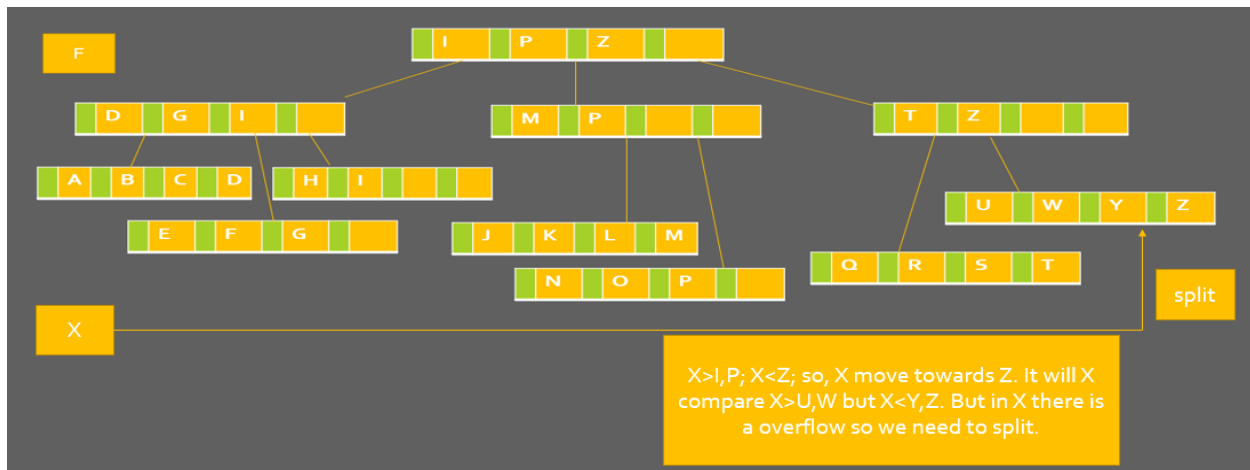 F
I P Z
D G I
M P
T Z
A B C D
H I
U W Y Z
E F G
J K L M
Q R S T
N O P
split
X
X>I,P; X<Z; so, X move towards Z. It will X
compare X>U,W but X<Y,Z. But in X there is
a overflow so we need to split.